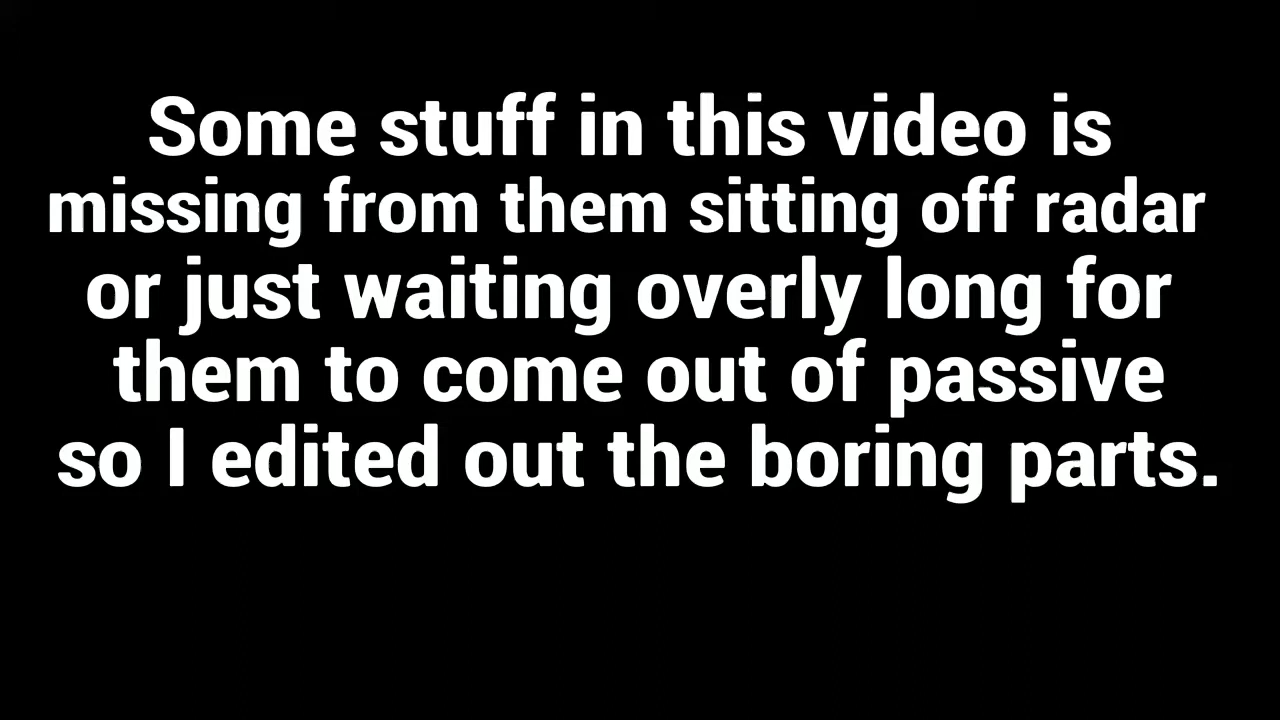 Some stuff in this video is
missing from them sitting off radar
or just waiting overly long for
them to come out of passive
so I edited out the boring parts.